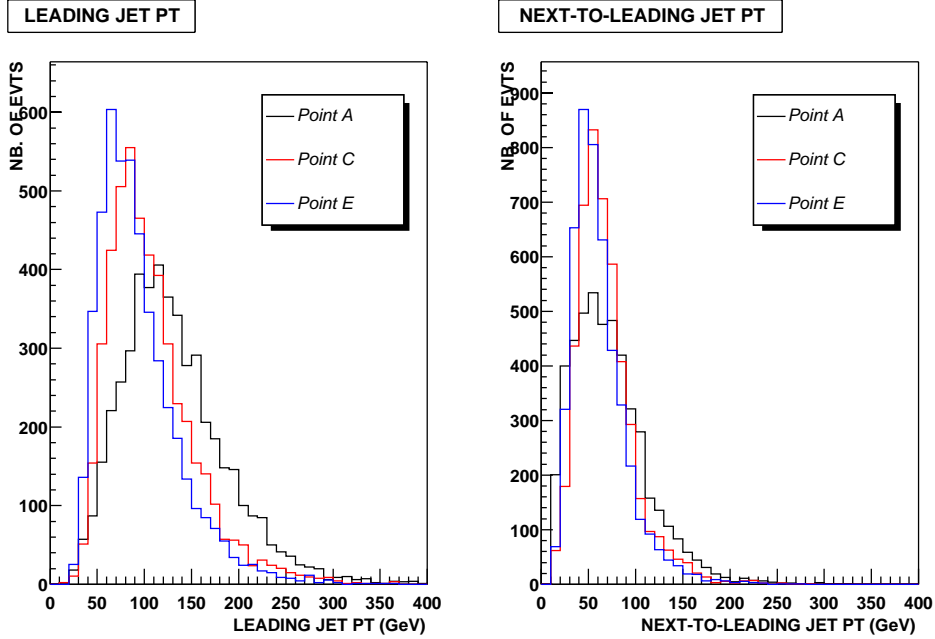 LEADING JET PT
NB. OF EVTS
600
500
400
300
200
100
0
Point A
Point C
Point E
0 50 100 150 200 250 300 350 400
LEADING JET PT (GeV)
NEXT-TO-LEADING JET PT
NB. OF EVTS
900
800
700
600
500
400
300
200
100
0
Point A
Point C
Point E
0 50 100 150 200 250 300 350 400
NEXT-TO-LEADING JET PT (GeV)